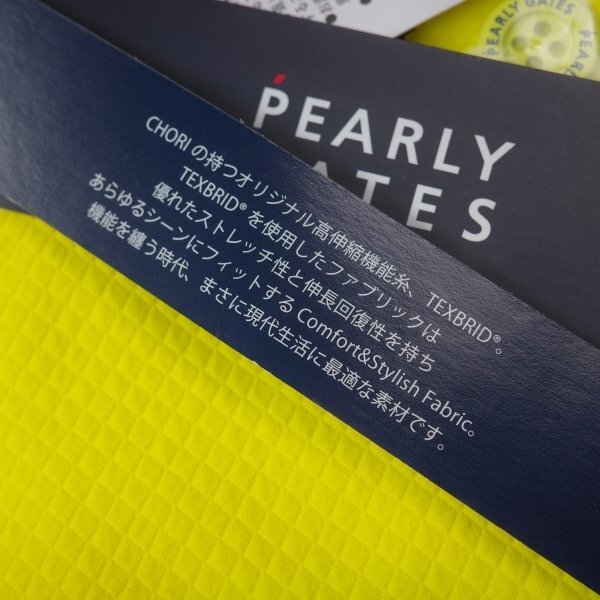 PEARLY GATES PEARLY
PEARLY
GATES
CHORI の持つオリジナル高伸縮機能糸、TEXBRID®。
TEXBRID®を使用したファブリックは
優れたストレッチ性と伸長回復性を持ち
あらゆるシーンにフィットする Comfort&Stylish Fabric。
機能を纏う時代、まさに現代生活に最適な素材です。